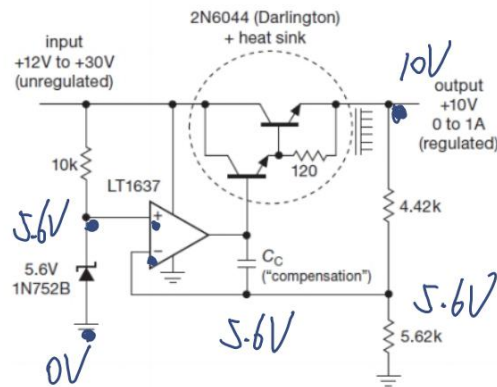 2N6044 (Darlington)
+ heat sink
input
+12V to +30V
(unregulated)
10V
output
+10V
0 to 1A
(regulated)
10k
LT1637
120
4.42k
5.6V
+
−
5.6V
1N752B
CC
("compensation")
5.6V
5.6V
5.62k
0V